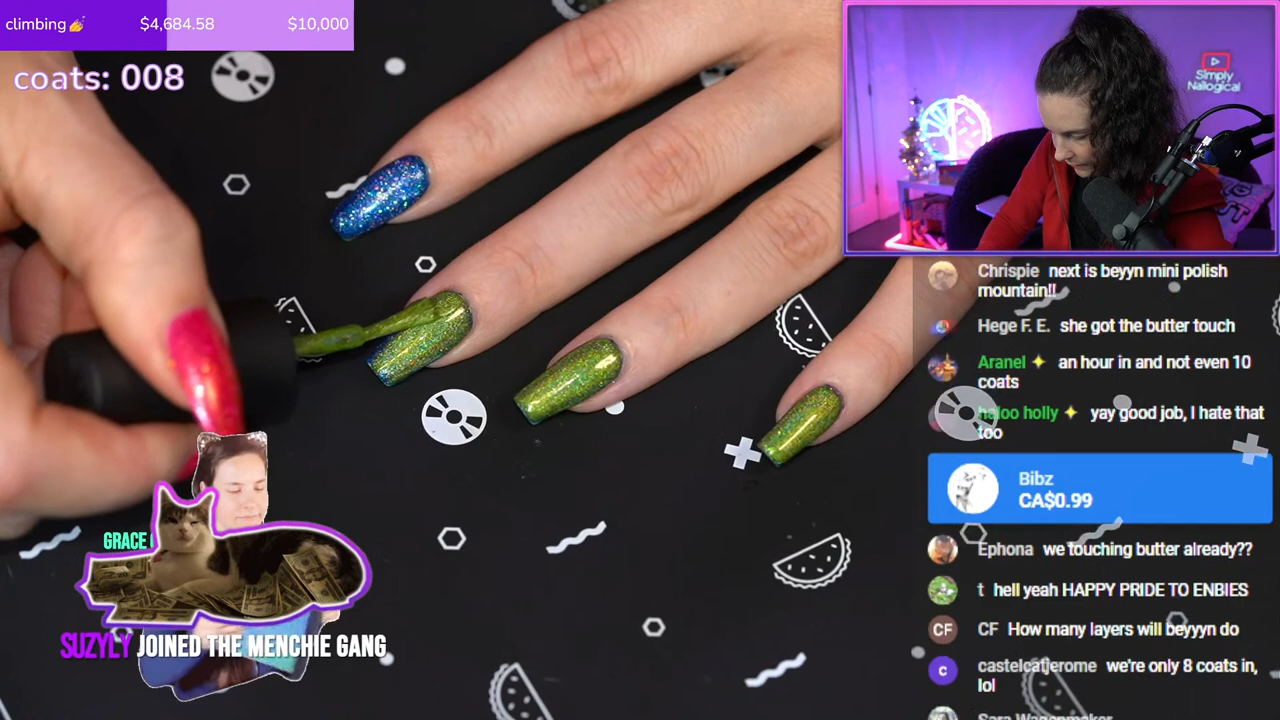 climbing💅 $4,684.58 $10,000
coats: 008
Simply
Nailogical
Chrispie next is beyyn mini polish
mountain!!
Hege F. E. she got the butter touch
Aranel an hour in and not even 10
coats
haloo holly yay good job, I hate that
too
Bibz
CA$0.99
Ephona we touching butter already??
t hell yeah HAPPY PRIDE TO ENBIES
CF CF How many layers will beyyyn do
c castelcatjerome we're only 8 coats in,
lol
Sara Wagenmaker
GRACE
SUZYLY JOINED THE MENCHIE GANG